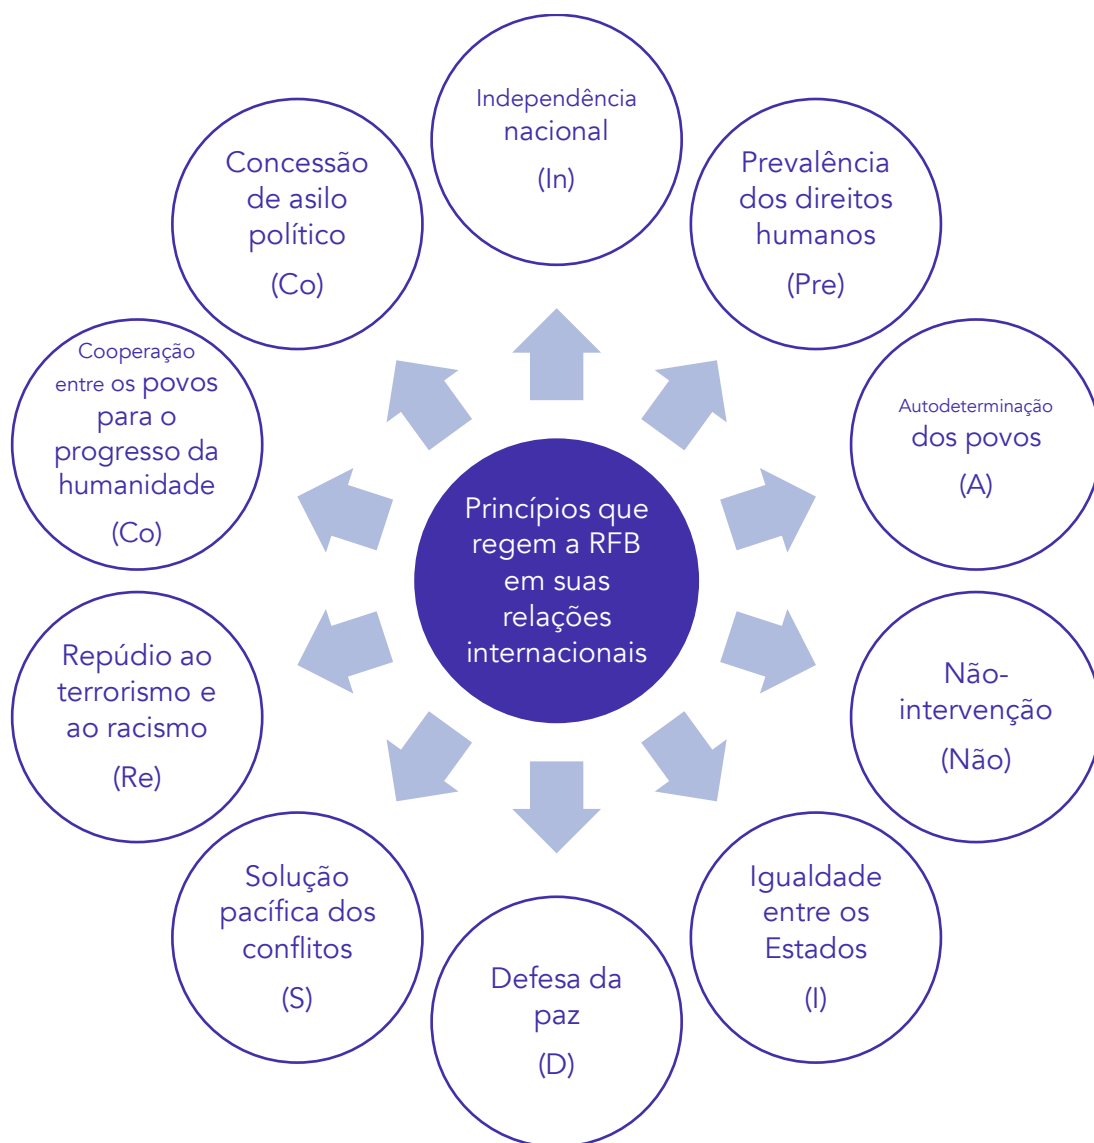 Independência
nacional
(In)
Prevalência
dos direitos
humanos
(Pre)
Autodeterminação
dos povos
(A)
Não-
intervenção
(Não)
Igualdade
entre os
Estados
(I)
Defesa da
paz
(D)
Solução
pacífica dos
conflitos
(S)
Repúdio ao
terrorismo e
ao racismo
(Re)
Cooperação
entre os povos
para o
progresso da
humanidade
(Co)
Concessão
de asilo
político
(Co)
Princípios que
regem a RFB
em suas
relações
internacionais